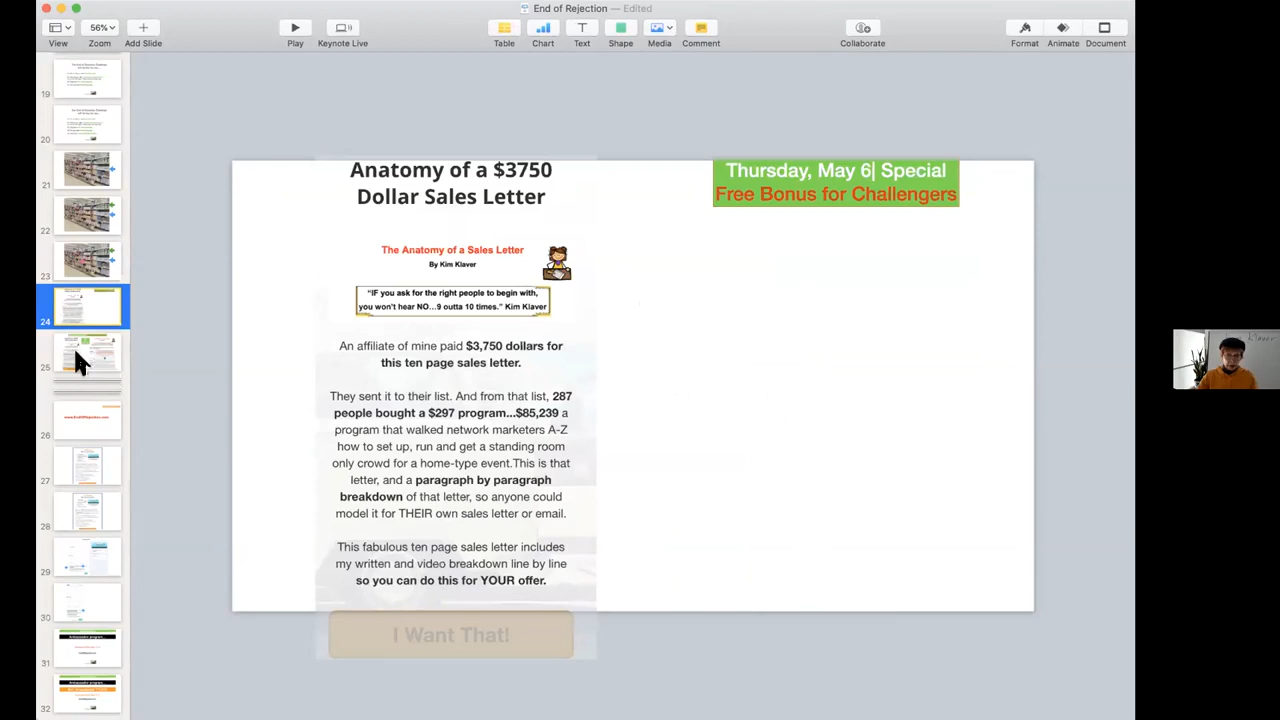 End of Rejection — Edited
56%
View
Zoom
Add Slide
Play
Keynote Live
Table
Chart
Text
Shape
Media
Comment
Collaborate
Format
Animate
Document
19
20
21
22
23
24
25
26
27
28
29
30
31
32
Anatomy of a $3750
Dollar Sales Letter
The Anatomy of a Sales Letter
By Kim Klaver
“IF you ask for the right people to begin with,
you won't hear NO...9 outta 10 times.” Kim Klaver
An affiliate of mine paid $3,750 dollars for
this ten page sales letter.
They sent it to their list. And from that list, 287
people bought a $297 program...$85,239 a
program that walked network marketers A-Z
how to set up, run and get a standing room
only crowd for a home-type event.This is that
letter, and a paragraph by paragraph
breakdown of that letter, so anyone could
model it for THEIR own sales letter or email.
This fabulous ten page sales letter includes
my written and video breakdown line by line
so you can do this for YOUR offer.
I Want That!
Thursday, May 6| Special
Free Bonus for Challengers
Klaver